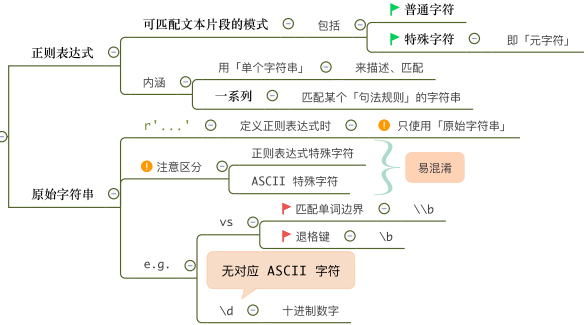 正则表达式
可匹配文本片段的模式
包括
普通字符
特殊字符
即「元字符」
内涵
用「单个字符串」
来描述、匹配
一系列
匹配某个「句法规则」的字符串
原始字符串
r'...'
定义正则表达式时
只使用「原始字符串」
注意区分
正则表达式特殊字符
ASCII 特殊字符
易混淆
e.g.
vs
匹配单词边界
\\b
退格键
\b
无对应 ASCII 字符
\d
十进制数字